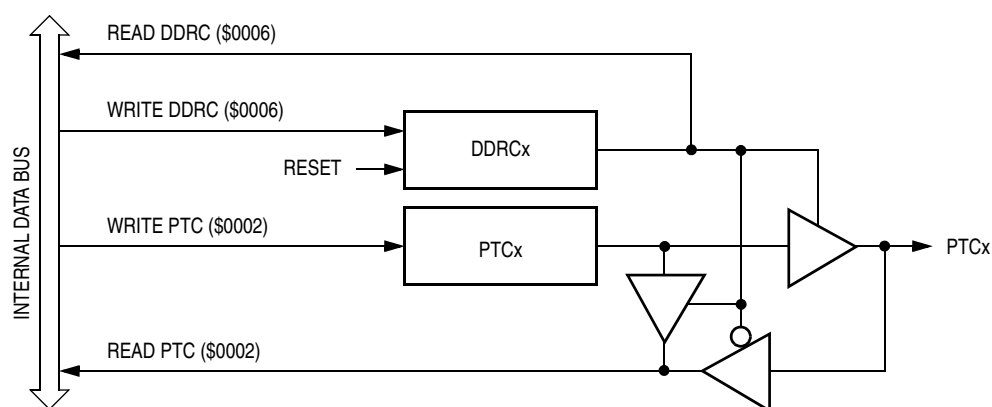 READ DDRC ($0006)
WRITE DDRC ($0006)
DDRCx
RESET
INTERNAL DATA BUS
WRITE PTC ($0002)
PTCx
PTCx
READ PTC ($0002)